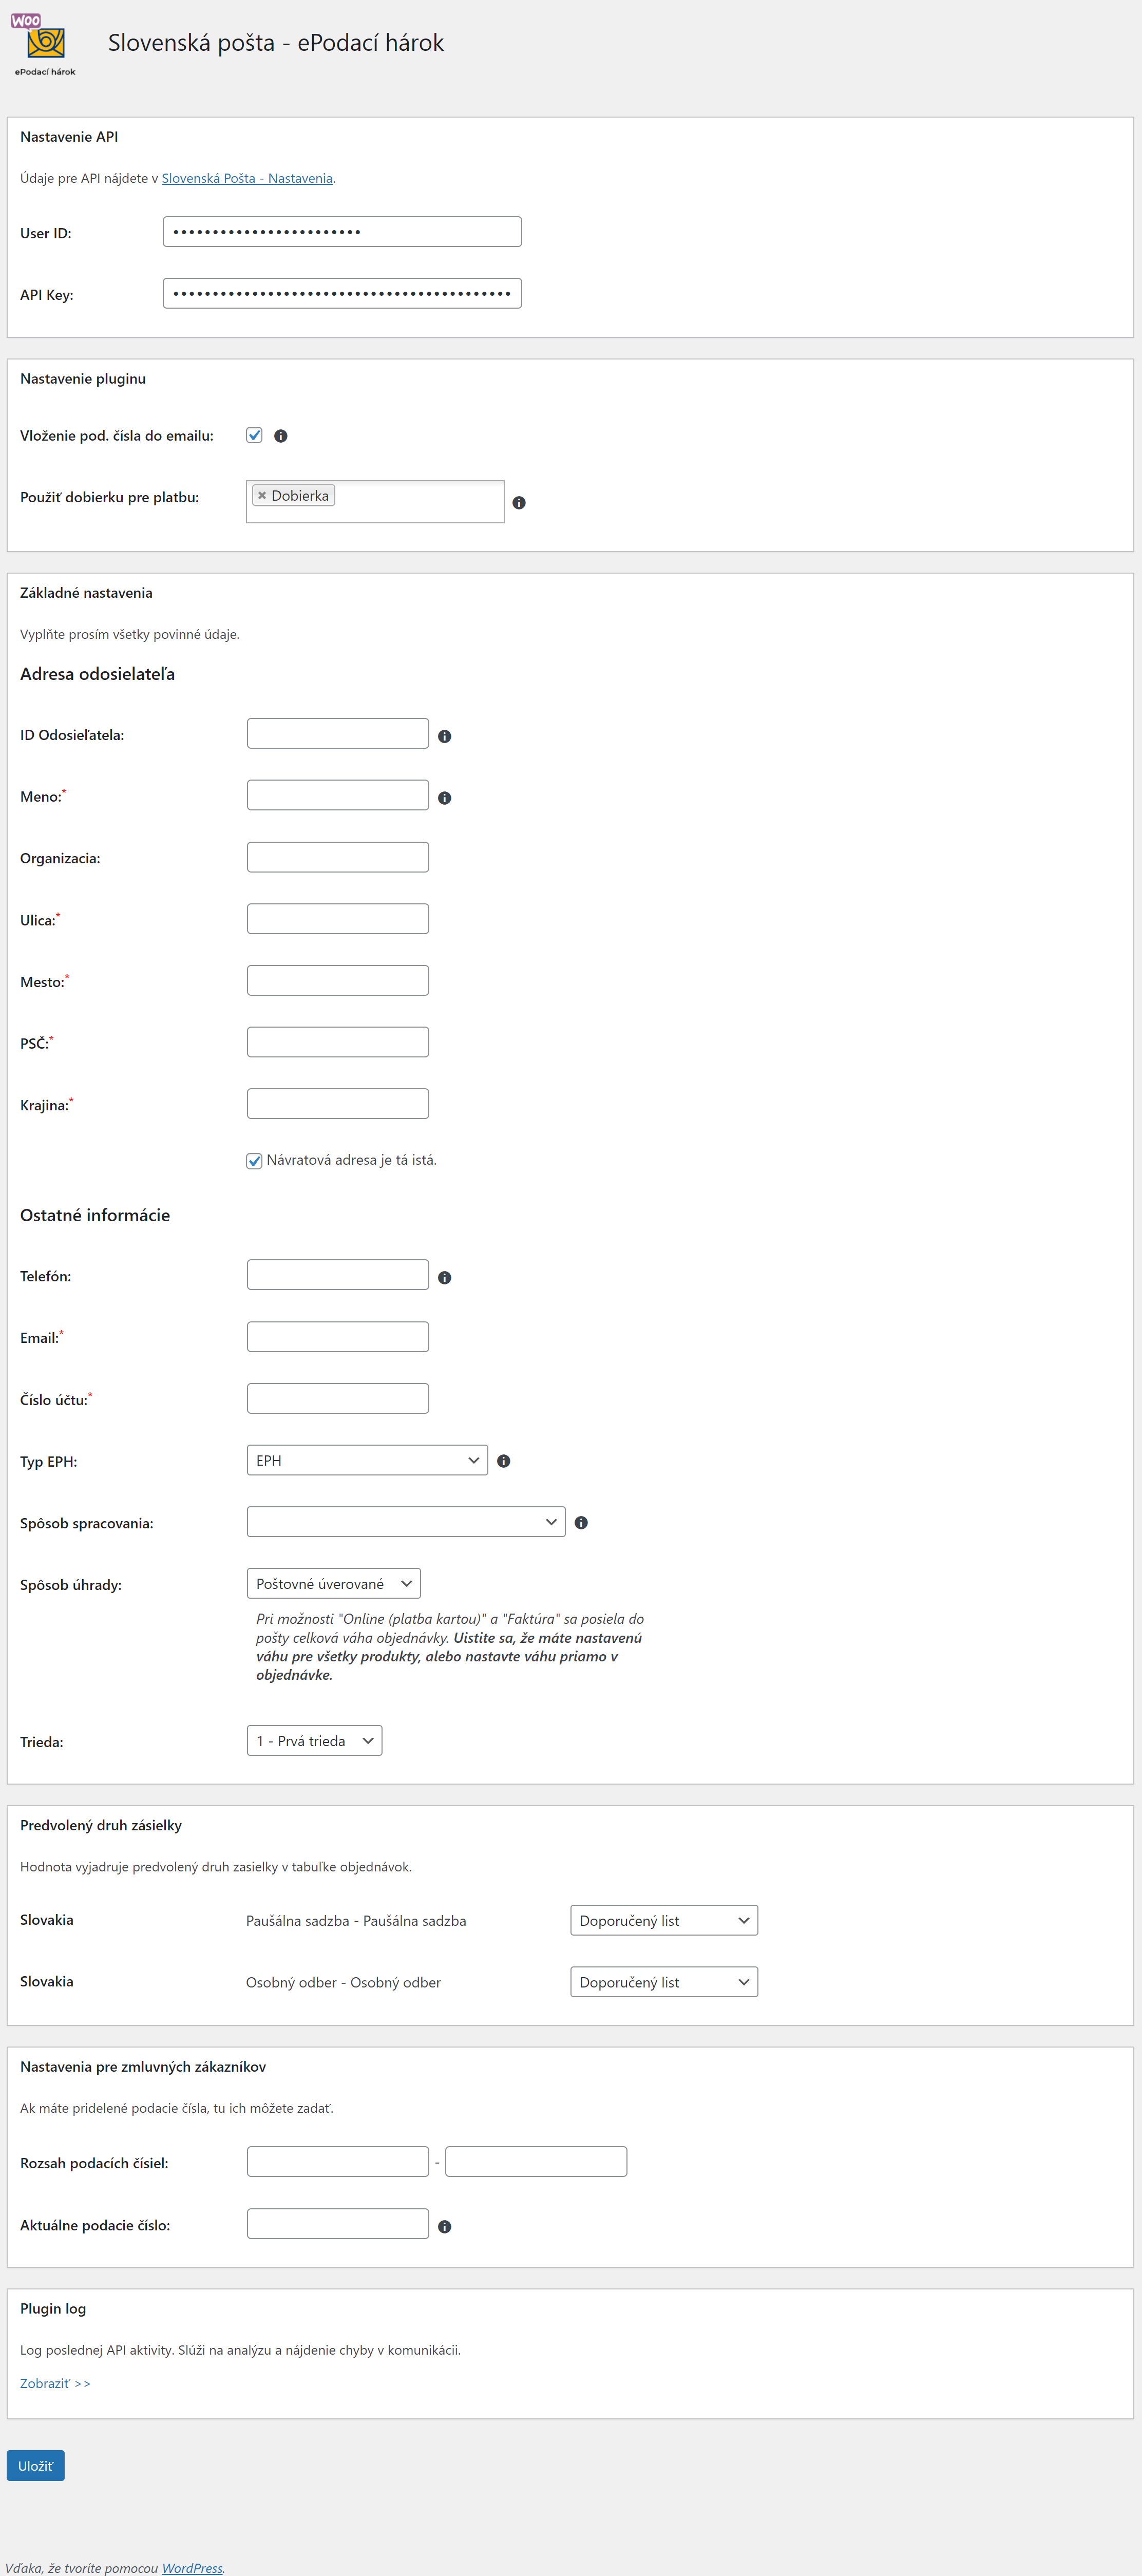 WOO
ePodací hárok
Slovenská pošta - ePodací hárok
Nastavenie API
Údaje pre API nájdete v Slovenská Pošta - Nastavenia.
User ID:
API Key:
Nastavenie pluginu
Vloženie pod. čísla do emailu:
Použiť dobierku pre platbu:
× Dobierka
Základné nastavenia
Vyplňte prosím všetky povinné údaje.
Adresa odosielateľa
ID Odosieľatela:
Meno:*
Organizacia:
Ulica:*
Mesto:*
PSČ:*
Krajina:*
Návratová adresa je tá istá.
Ostatné informácie
Telefón:
Email:*
Číslo účtu:*
Typ EPH: EPH
Spôsob spracovania:
Spôsob úhrady: Poštovné úverované
Pri možnosti "Online (platba kartou)" a "Faktúra" sa posiela do
pošty celková váha objednávky. Uistite sa, že máte nastavenú
váhu pre všetky produkty, alebo nastavte váhu priamo v
objednávke.
Trieda: 1 - Prvá trieda
Predvolený druh zásielky
Hodnota vyjadruje predvolený druh zasielky v tabuľke objednávok.
Slovakia Paušálna sadzba - Paušálna sadzba Doporučený list
Slovakia Osobný odber - Osobný odber Doporučený list
Nastavenia pre zmluvných zákazníkov
Ak máte pridelené podacie čísla, tu ich môžete zadať.
Rozsah podacích čísiel: -
Aktuálne podacie číslo:
Plugin log
Log poslednej API aktivity. Slúži na analýzu a nájdenie chyby v komunikácii.
Zobraziť >>
Uložiť
Vďaka, že tvoríte pomocou WordPress.